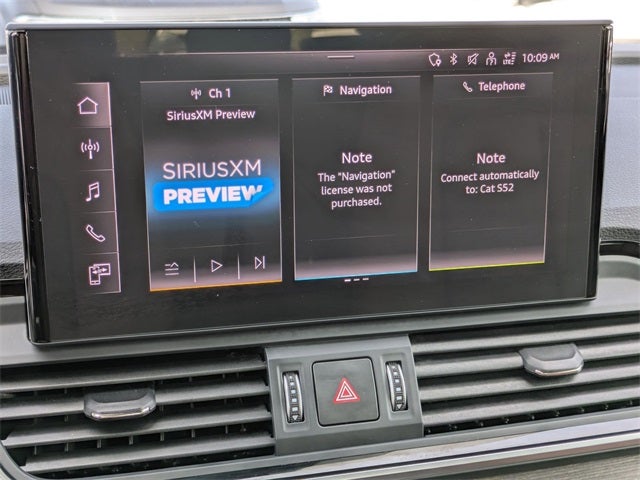 LTE 10:09 AM
Ch 1
SiriusXM Preview
SIRIUSXM
PREVIEW
Navigation
Note
The "Navigation"
license was not
purchased.
Telephone
Note
Connect automatically
to: Cat S52